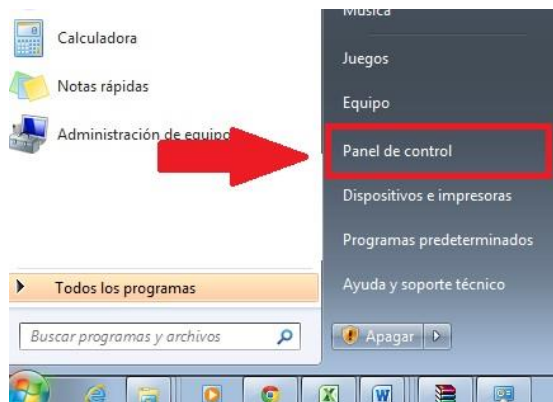 Calculadora
Notas rápidas
Administración de equipo
Todos los programas
Buscar programas y archivos
Música
Juegos
Equipo
Panel de control
Dispositivos e impresoras
Programas predeterminados
Ayuda y soporte técnico
Apagar